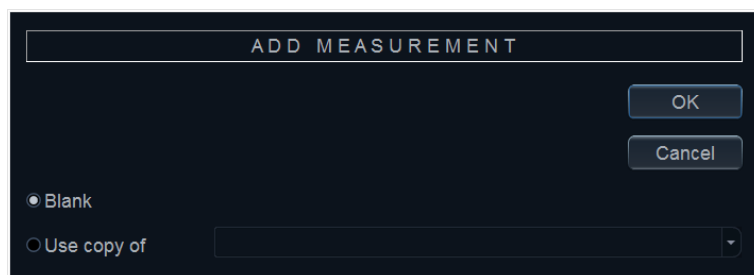 ADD MEASUREMENT
OK
Cancel
Blank
Use copy of